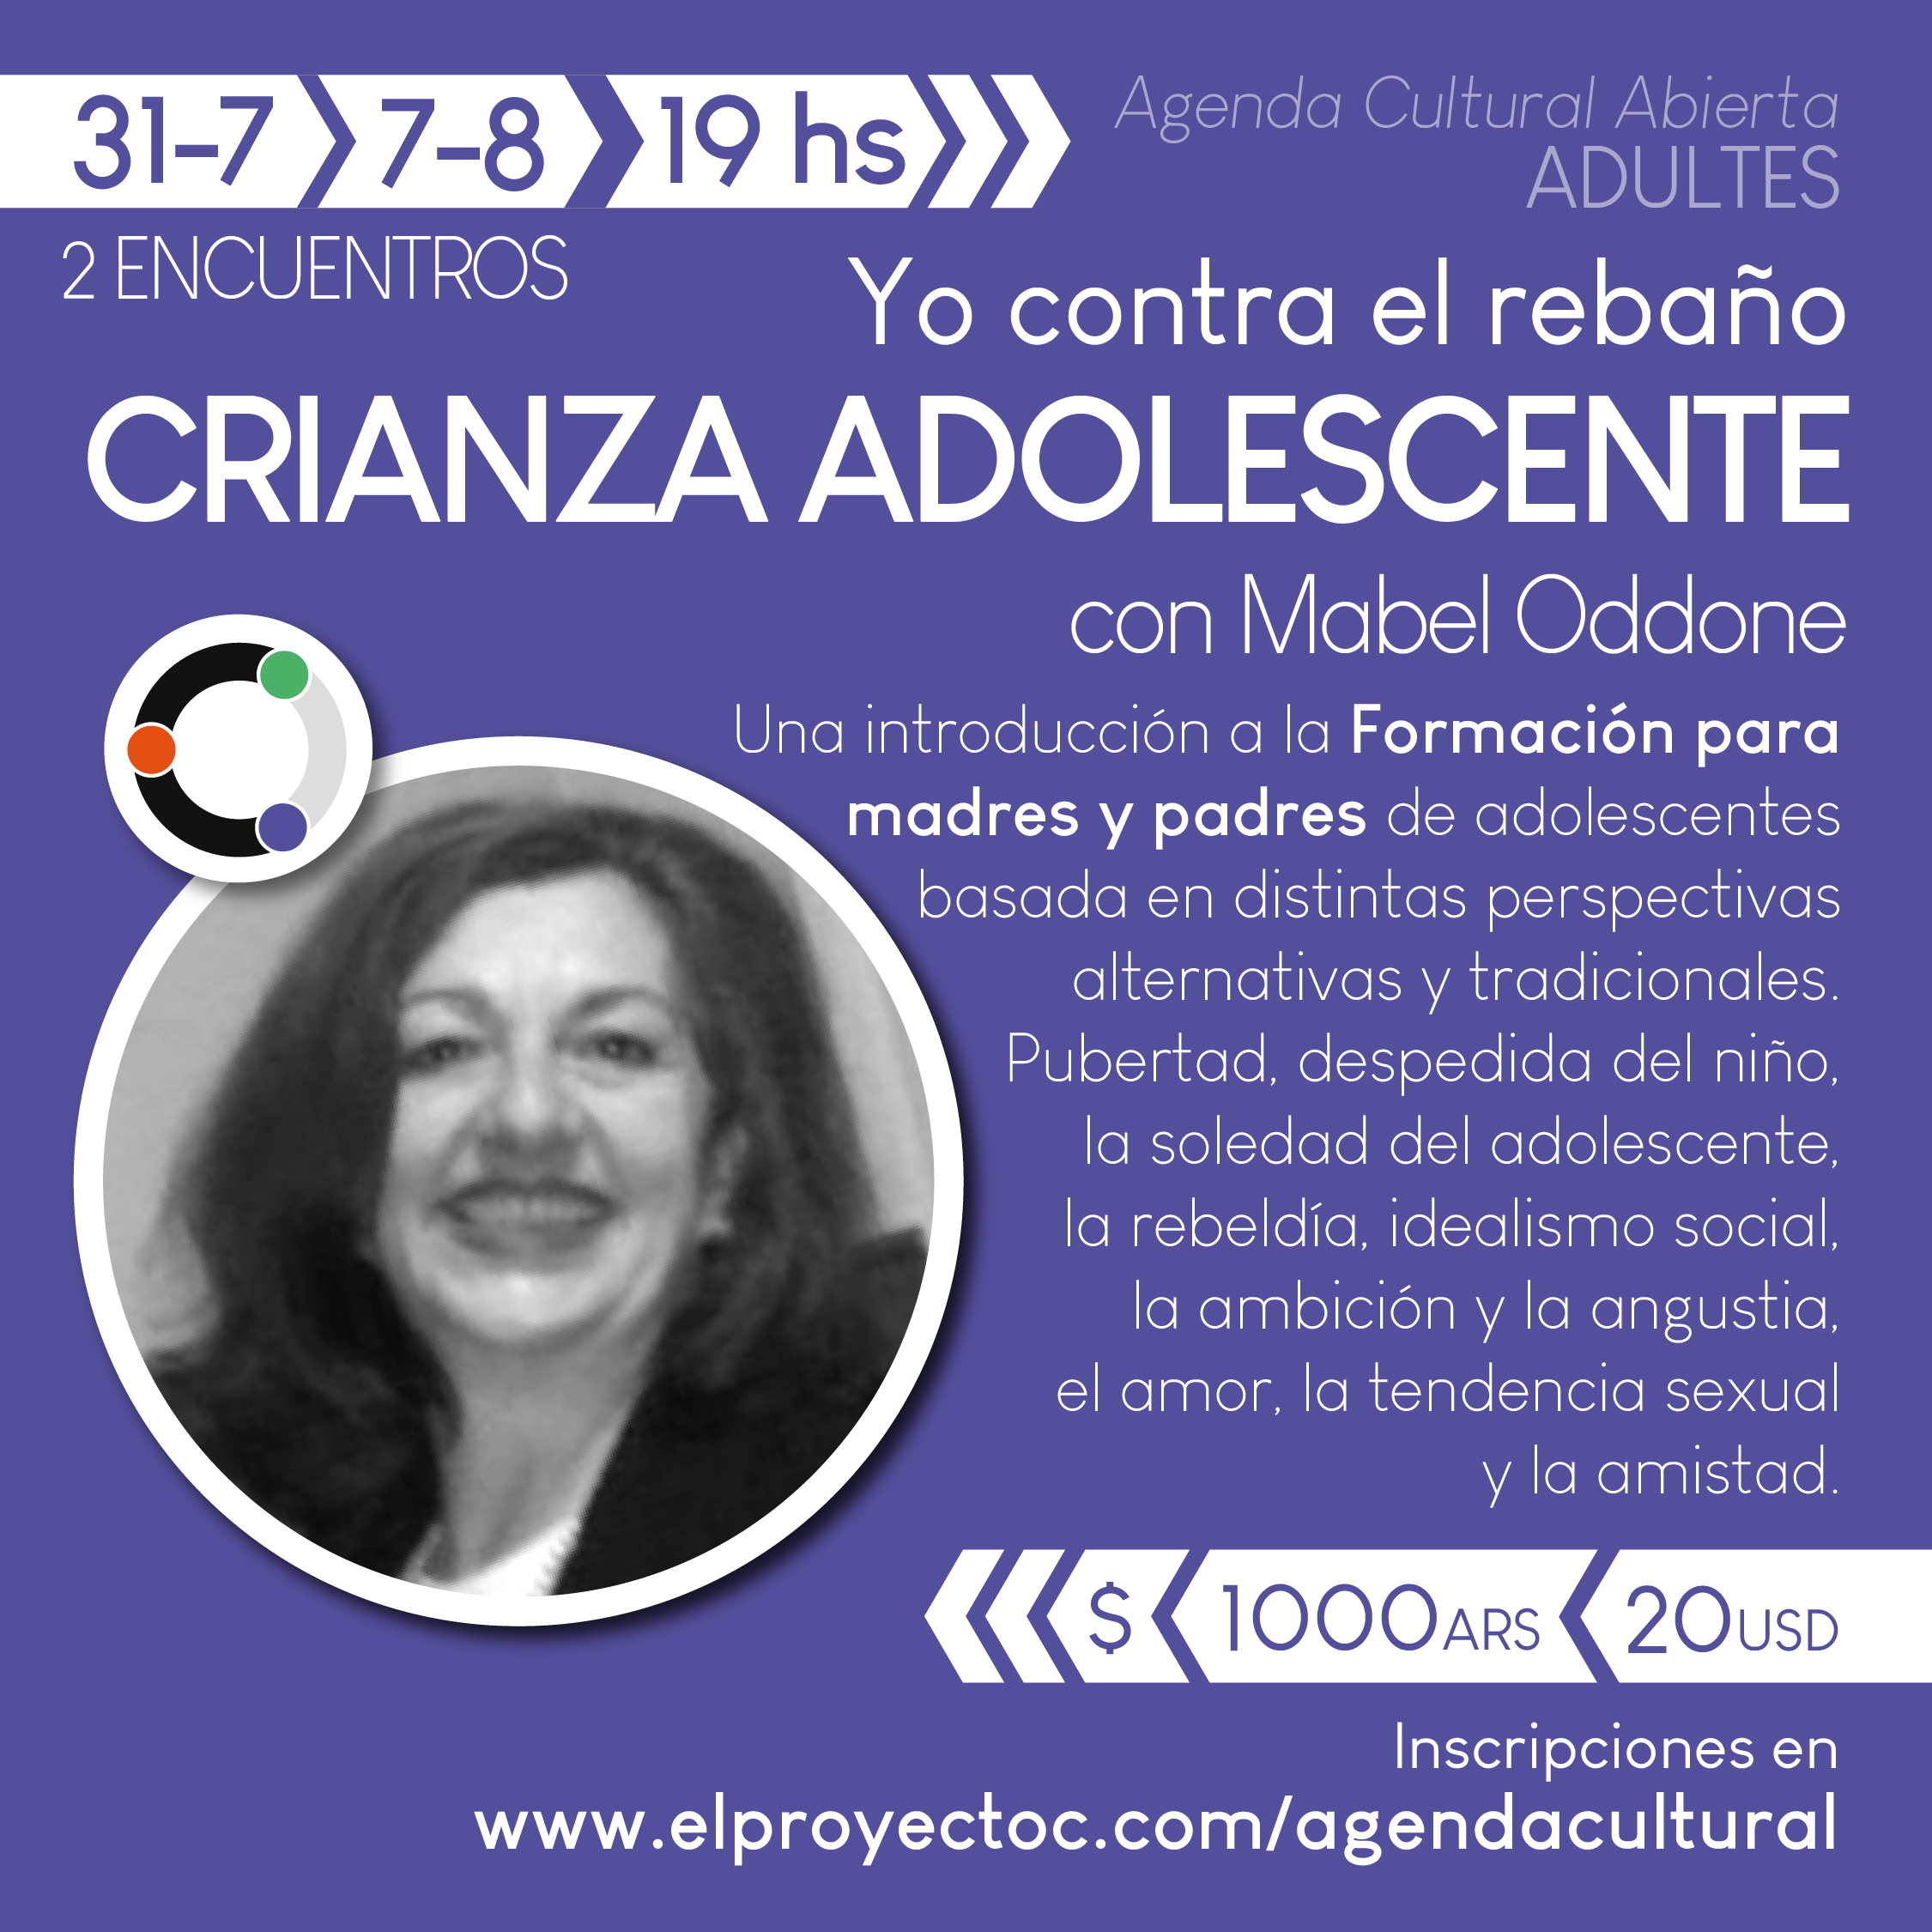 31-7 7-8 19 hs
Agenda Cultural Abierta
ADULTES
2 ENCUENTROS
Yo contra el rebaño
CRIANZA ADOLESCENTE
con Mabel Oddone
Una introducción a la Formación para
madres y padres de adolescentes
basada en distintas perspectivas
alternativas y tradicionales.
Pubertad, despedida del niño,
la soledad del adolescente,
la rebeldía, idealismo social,
la ambición y la angustia,
el amor, la tendencia sexual
y la amistad.
$ 1000ARS 20USD
Inscripciones en
www.elproyectoc.com/agendacultural